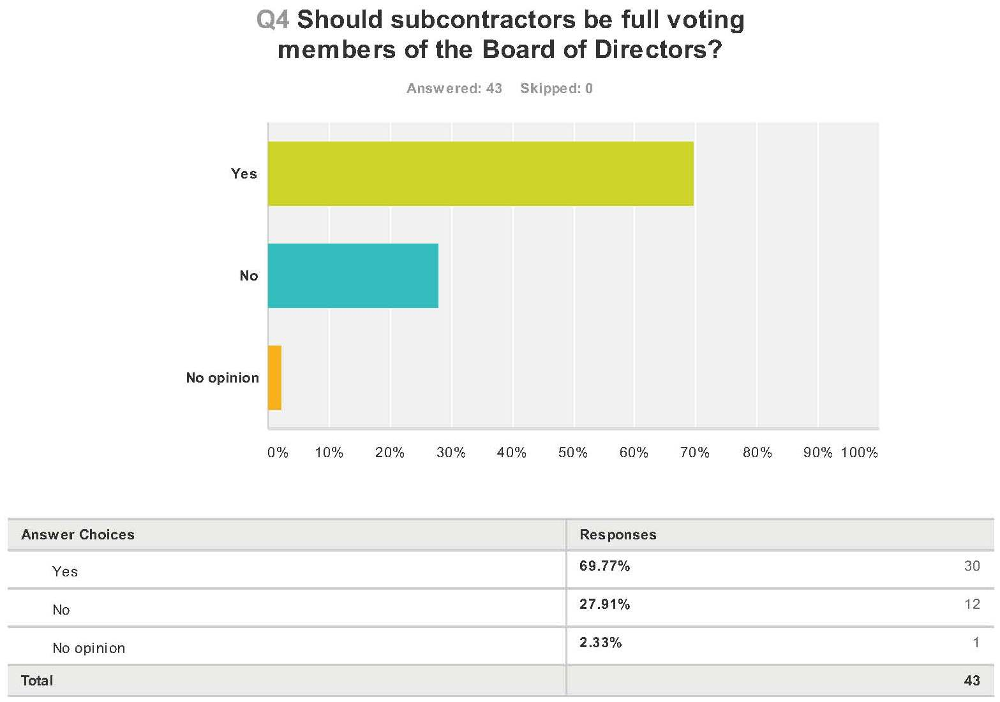 Q4 Should subcontractors be full voting
members of the Board of Directors?
Answered: 43 Skipped: 0
Yes
No
No opinion
0% 10% 20% 30% 40% 50% 60% 70% 80% 90% 100%
Answer Choices Responses
Yes 69.77% 30
No 27.91% 12
No opinion 2.33% 1
Total 43